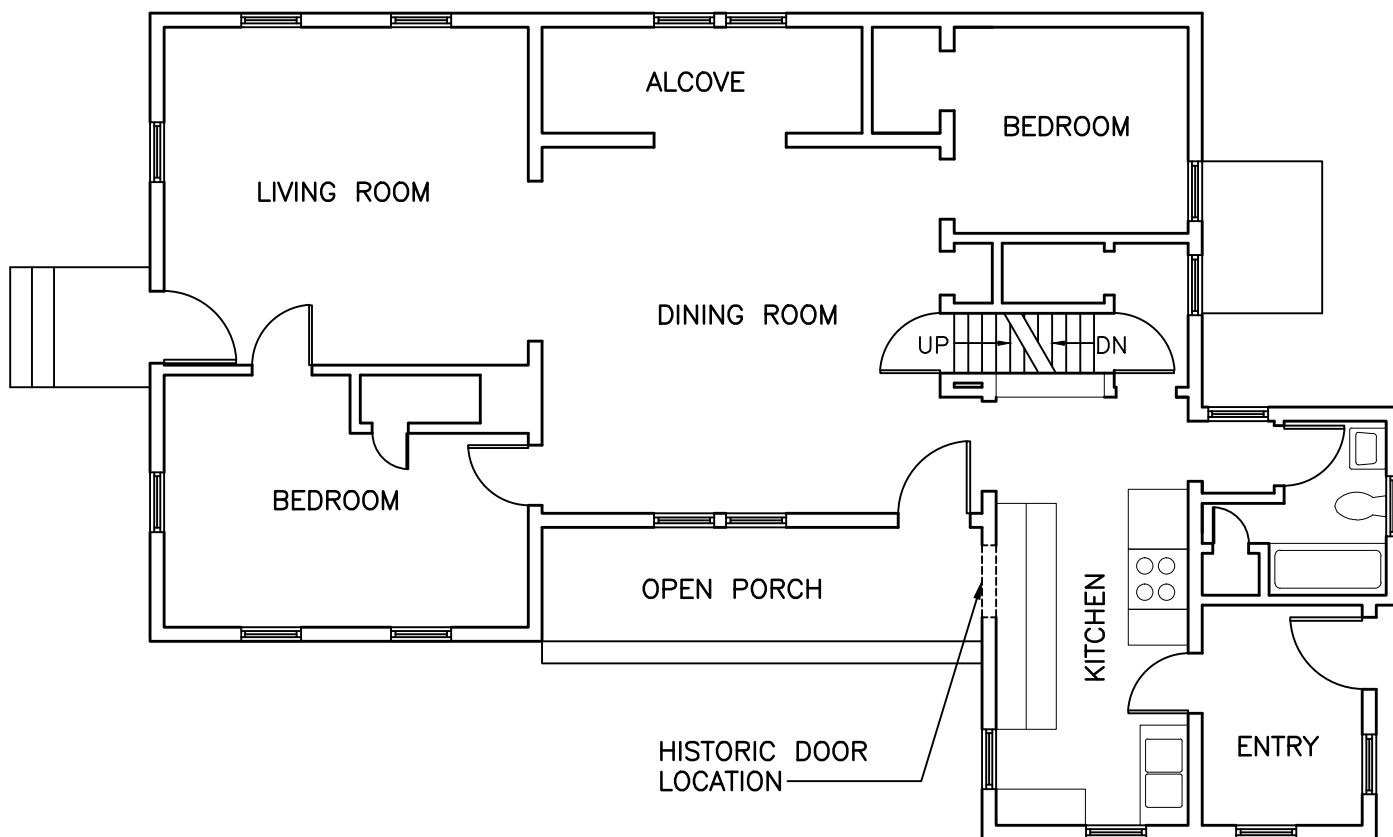 ALCOVE
BEDROOM
LIVING ROOM
DINING ROOM
UP
DN
BEDROOM
OPEN PORCH
KITCHEN
HISTORIC DOOR
LOCATION
ENTRY